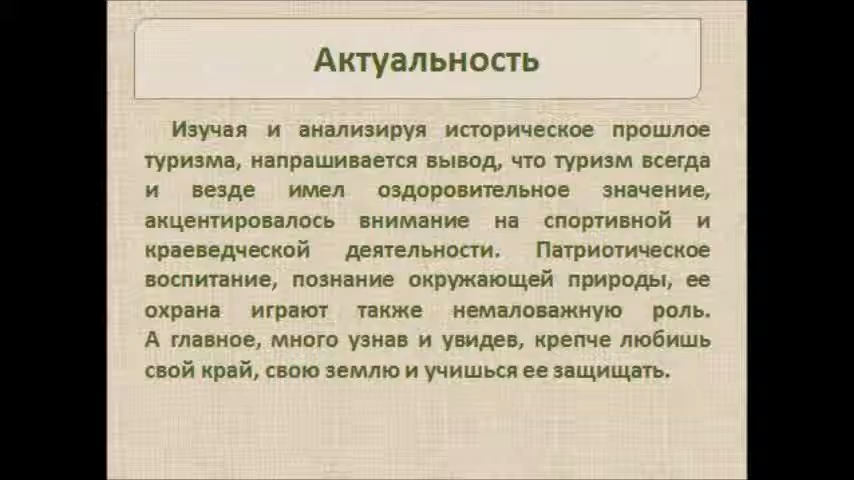 Актуальность
Изучая и анализируя историческое прошлое
туризма, напрашивается вывод, что туризм всегда
и везде имел оздоровительное значение,
акцентировалось внимание на спортивной и
краеведческой деятельности. Патриотическое
воспитание, познание окружающей природы, ее
охрана играют также немаловажную роль.
А главное, много узнав и увидев, крепче любишь
свой край, свою землю и учишься ее защищать.